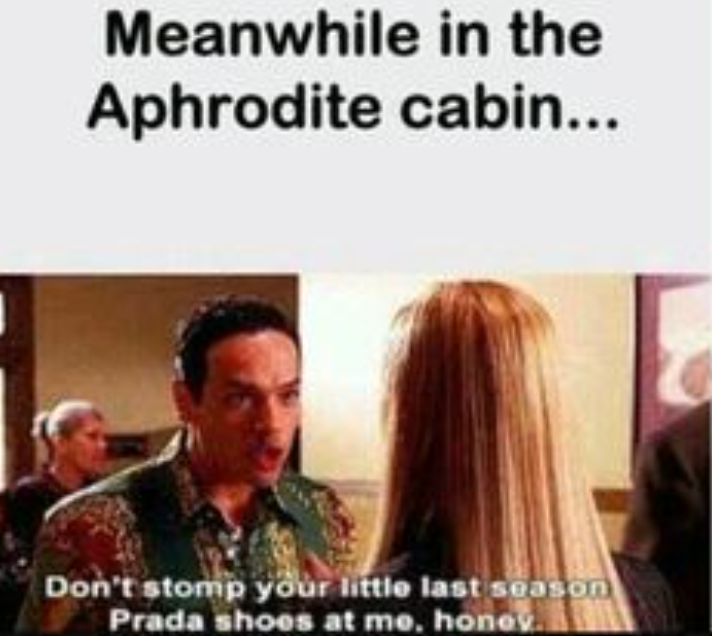 Meanwhile in the
Aphrodite cabin...
Don't stomp your little last season
Prada shoes at me, honey.